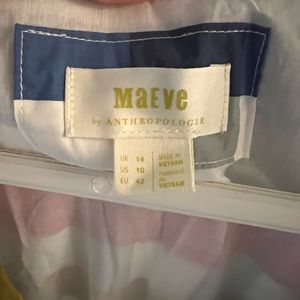 MAEVE
by ANTHROPOLOGIE
UK 14
US 10
EU 42
MADE IN
VIETNAM
FABRIQUÉ
AU
VIETNAM